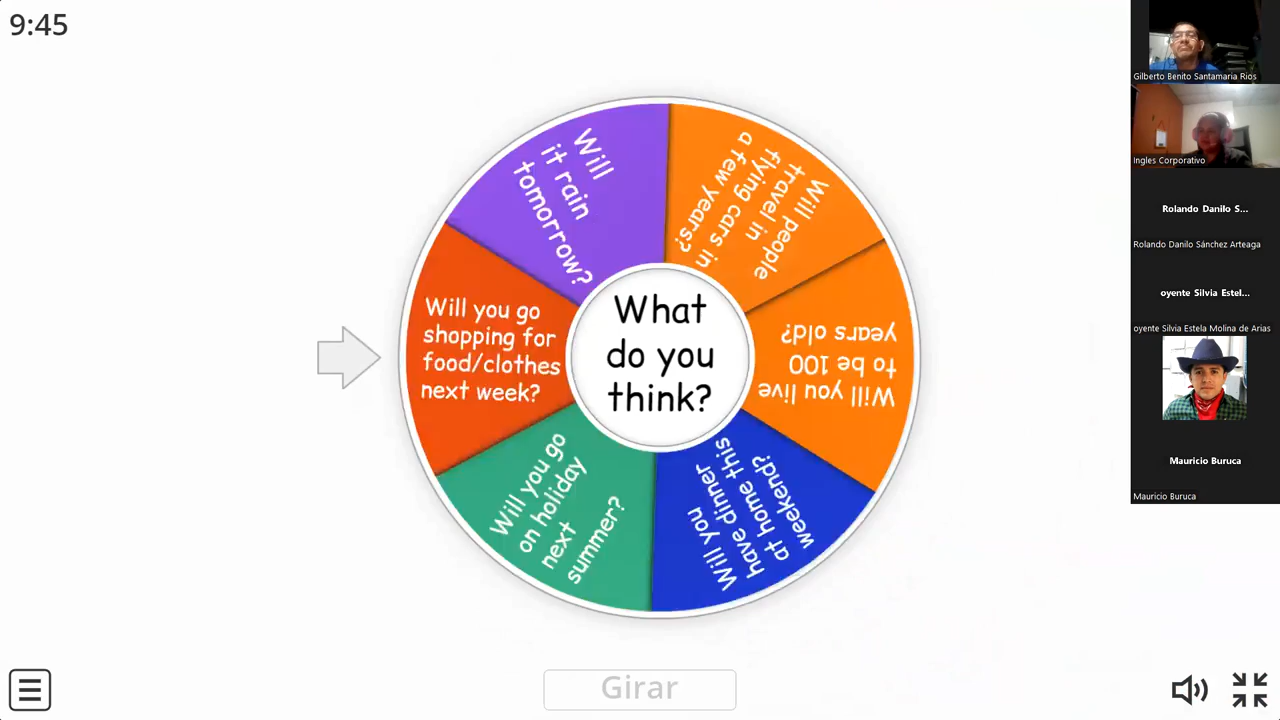 9:45
Will
it rain
tomorrow?
Will people
travel in
flying cars in
a few years?
Will you go
shopping for
food/clothes
next week?
What
do you
think?
Will you live
to be 100
years old?
Will you go
on holiday
next
summer?
Will you
have dinner
at home this
weekend?
Girar
Gilberto Benito Santamaria Rios
Ingles Corporativo
Rolando Danilo S...
Rolando Danilo Sánchez Arteaga
oyente Silvia Estel...
oyente Silvia Estela Molina de Arias
Mauricio Buruca
Mauricio Buruca